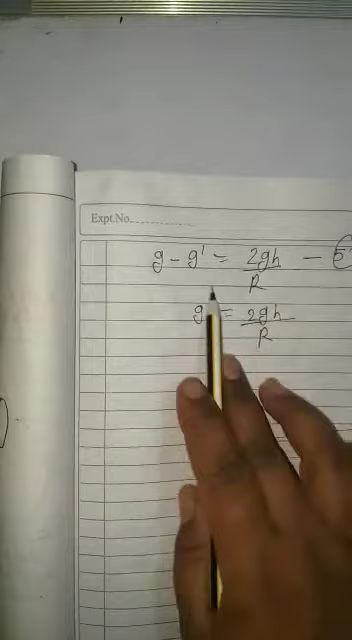 Expt.No..................
g - g' = 2gh/R - 5
g = 2gh/R